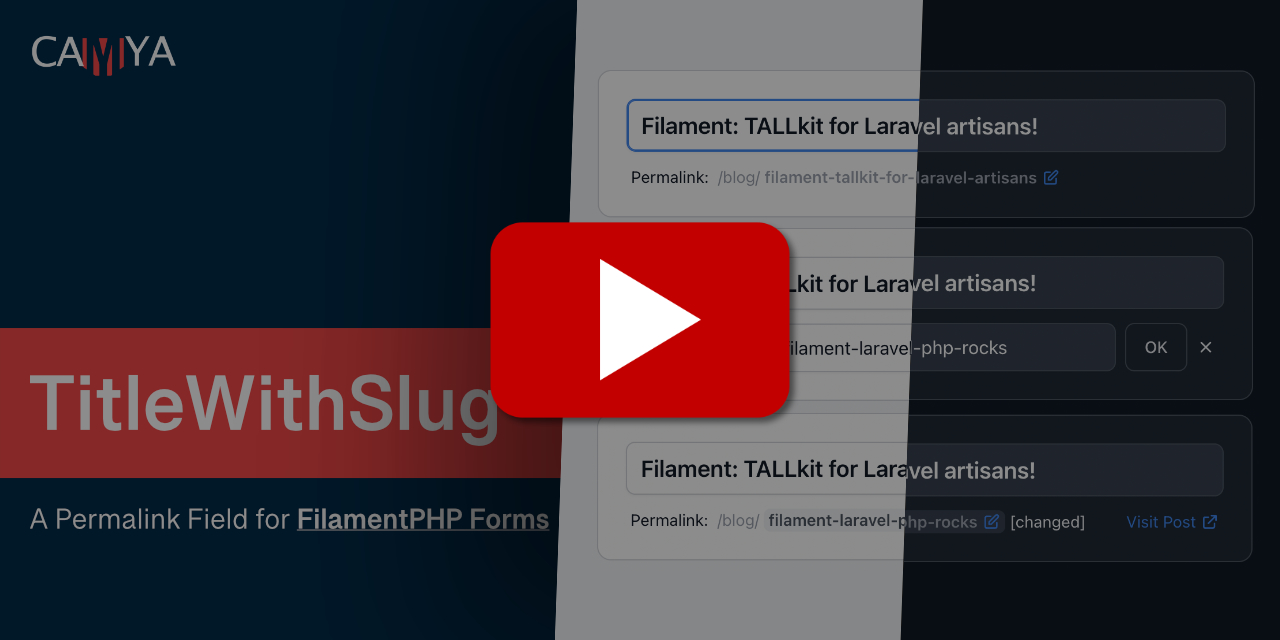 CAMYA
TitleWithSlug
A Permalink Field for FilamentPHP Forms
Filament: TALLkit for Laravel artisans!
Permalink: /blog/ filament-tallkit-for-laravel-artisans
LLkit for Laravel artisans!
filament-laravel-php-rocks
OK
Filament: TALLkit for Laravel artisans!
Permalink: /blog/ filament-laravel-php-rocks [changed] Visit Post